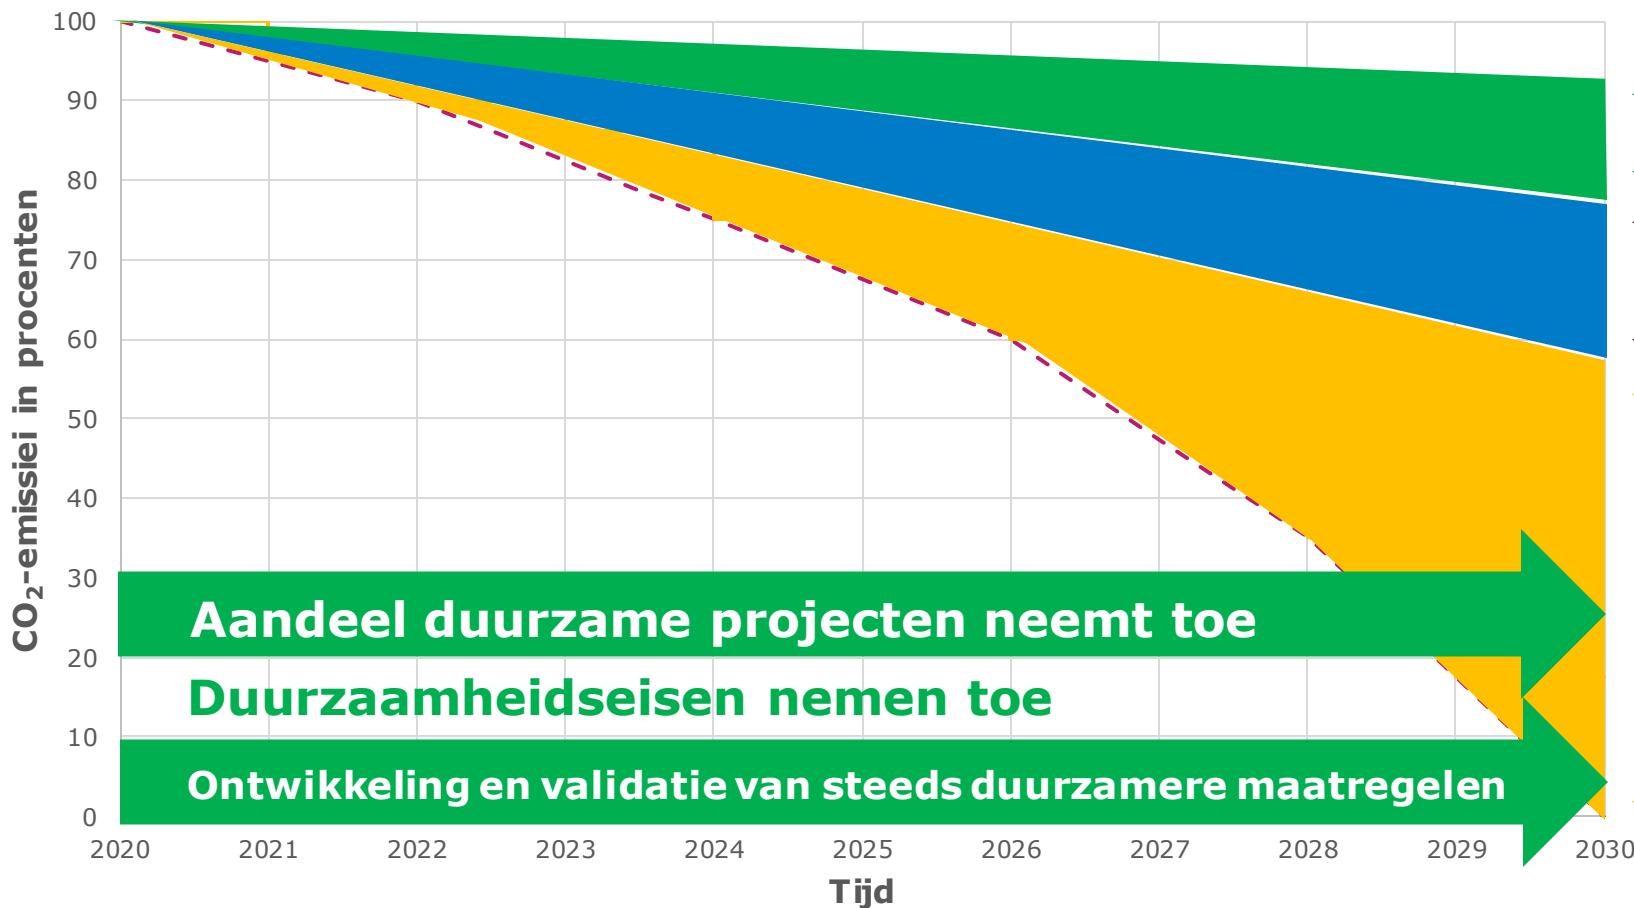 100
90
80
70
60
50
40
30
20
10
0
CO₂-emissiei in procenten
Aandeel duurzame projecten neemt toe
Duurzaamheidseisen nemen toe
Ontwikkeling en validatie van steeds duurzamere maatregelen
2020 2021 2022 2023 2024 2025 2026 2027 2028 2029 2030
Tijd